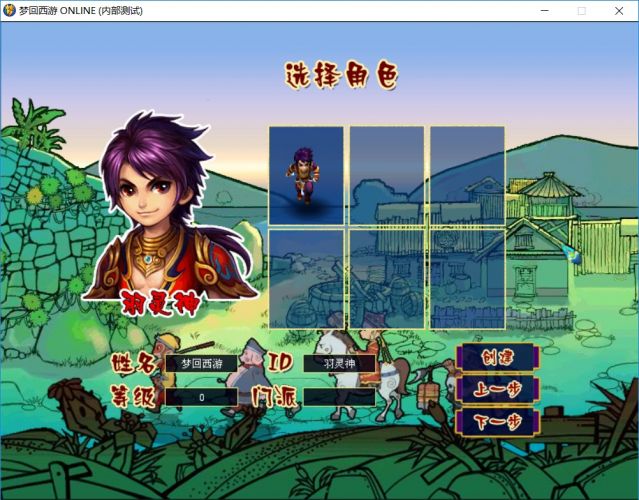 梦回西游 ONLINE (内部测试)
选择角色
羽灵神
姓名 梦回西游 ID 羽灵神
等级 0 门派
创建
上一步
下一步